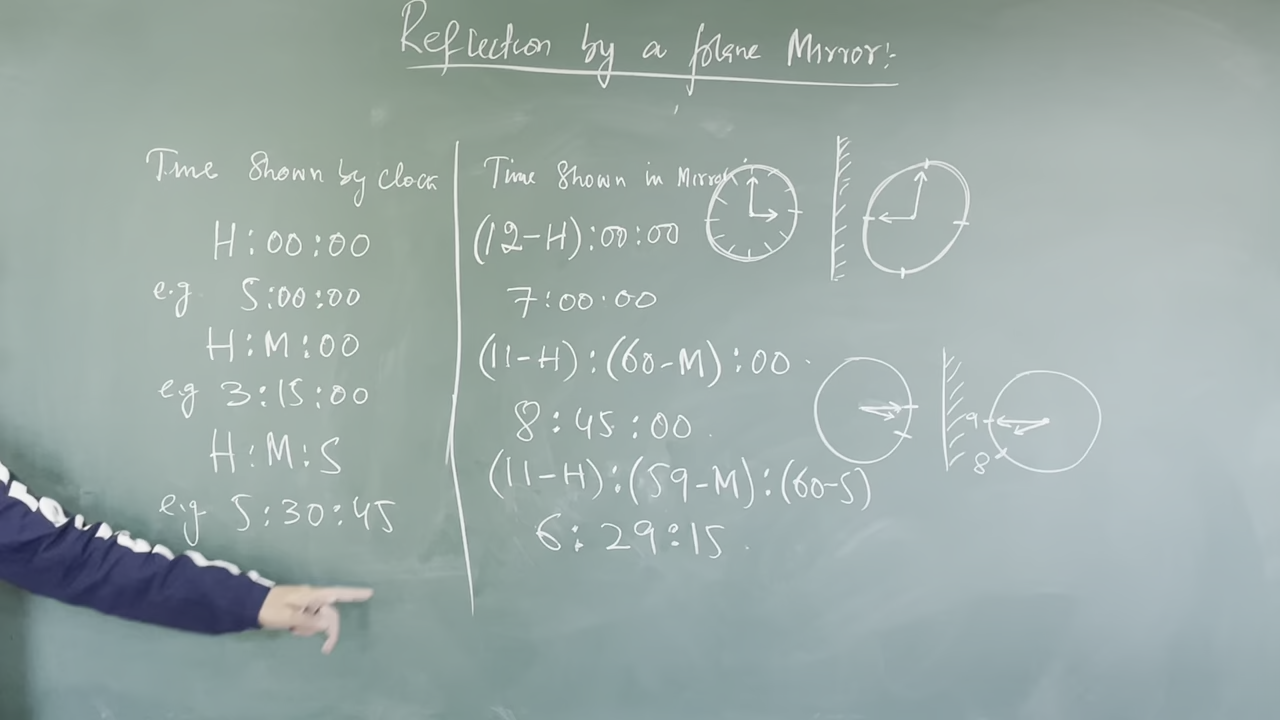 Reflection by a plane Mirror:-
Time Shown by clock
Time Shown in Mirror
H:00:00
(12-H):00:00
e.g. 5:00:00
7:00:00
H:M:00
(11-H):(60-M):00
e.g 3:15:00
8:45:00
9
8
H:M:S
(11-H):(59-M):(60-S)
e.g 5:30:45
6:29:15